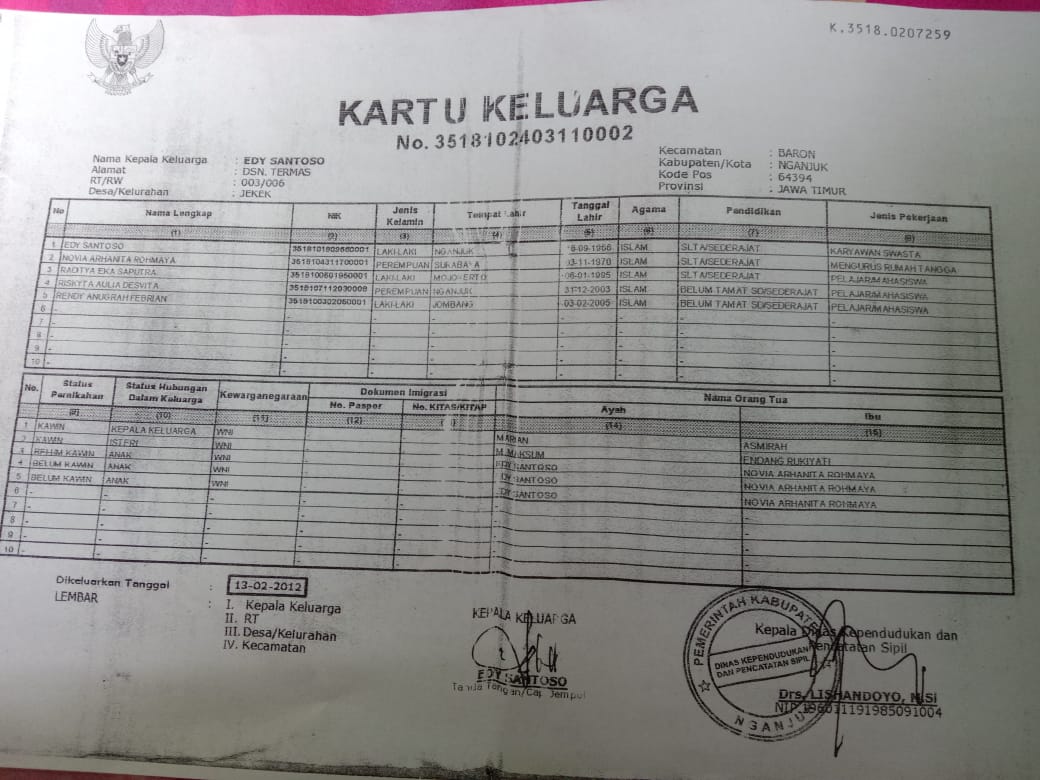 K.3518.0207259
KARTU KELUARGA
No. 3518102403110002
Nama Kepala Keluarga : EDY SANTOSO
Alamat : DSN. TERMAS
RT/RW : 003/006
Desa/Kelurahan : JEKEK
Kecamatan : BARON
Kabupaten/Kota : NGANJUK
Kode Pos : 64394
Provinsi : JAWA TIMUR
No Nama Lengkap NIK Jenis Kelamin Tempat Lahir Tanggal Lahir Agama Pendidikan Jenis Pekerjaan
(1) (2) (3) (4) (5) (6) (7) (8)
1 EDY SANTOSO LAKI-LAKI NGANJUK ISLAM SLTA/SEDERAJAT KARYAWAN SWASTA
2 NOVIA ARHANITA ROHMAYA 3518104311700001 PEREMPUAN SURABAYA 03-11-1970 ISLAM SLTA/SEDERAJAT MENGURUS RUMAH TANGGA
3 RADTYA EKA SAPUTRA 3518100601950001 LAKI-LAKI MOJOKERTO 06-01-1995 ISLAM SLTA/SEDERAJAT PELAJAR/MAHASISWA
4 RISKYTA AULIA DESVITA PEREMPUAN NGANJUK 31-12-2003 ISLAM BELUM TAMAT SD/SEDERAJAT PELAJAR/MAHASISWA
5 RENDY ANUGRAH FEBRIAN 3518100302050001 LAKI-LAKI JOMBANG 03-02-2005 ISLAM BELUM TAMAT SD/SEDERAJAT PELAJAR/MAHASISWA
6 - - - - - - - -
7 - - - - - - - -
8 - - - - - - - -
9 - - - - - - - -
10 - - - - - - - -
No. Status Pernikahan Status Hubungan Dalam Keluarga Kewarganegaraan Dokumen Imigrasi Nama Orang Tua
No. Paspor No. KITAS/KITAP Ayah Ibu
(9) (10) (11) (12) (14) (15)
1 KAWIN KEPALA KELUARGA WNI - - MARIAN ASMIRAH
2 KAWIN ISTERI WNI - - M. MAKSUM ENDANG RUKIYATI
3 BELUM KAWIN ANAK WNI - - EDY SANTOSO NOVIA ARHANITA ROHMAYA
4 BELUM KAWIN ANAK WNI - - EDY SANTOSO NOVIA ARHANITA ROHMAYA
5 BELUM KAWIN ANAK WNI - - EDY SANTOSO NOVIA ARHANITA ROHMAYA
6 - - - - - - -
7 - - - - - - -
8 - - - - - - -
9 - - - - - - -
10 - - - - - - -
Dikeluarkan Tanggal : 13-02-2012
LEMBAR : I. Kepala Keluarga
II. RT
III. Desa/Kelurahan
IV. Kecamatan
KEPALA KELUARGA
EDY SANTOSO
Tanda Tangan/Cap Jempol
Kepala Dinas Kependudukan dan
Pencatatan Sipil
PEMERINTAH KABUPATEN
DINAS KEPENDUDUKAN
DAN PENCATATAN SIPIL
NGANJUK
Drs. LISHANDOYO, M.Si
NIP.196011191985091004